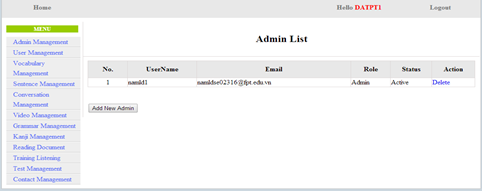 Home Hello DATPT1 Logout
MENU
Admin Management
User Management
Vocabulary
Management
Sentence Management
Conversation
Management
Video Management
Grammar Management
Kanji Management
Reading Document
Training Listening
Test Management
Contact Management
Admin List
No. UserName Email Role Status Action
1 namld1 namldse02316@fpt.edu.vn Admin Active Delete
Add New Admin